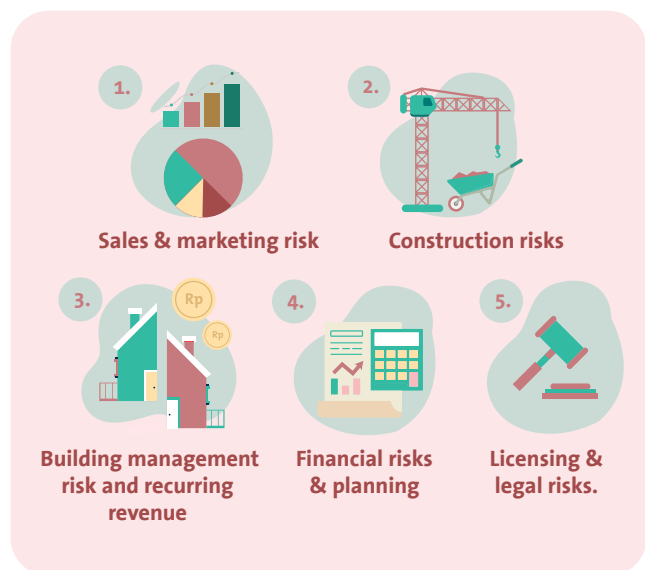 1.
2.
Sales & marketing risk
Construction risks
3.
Rp
Rp
4.
5.
Building management
risk and recurring
revenue
Financial risks
& planning
Licensing &
legal risks.